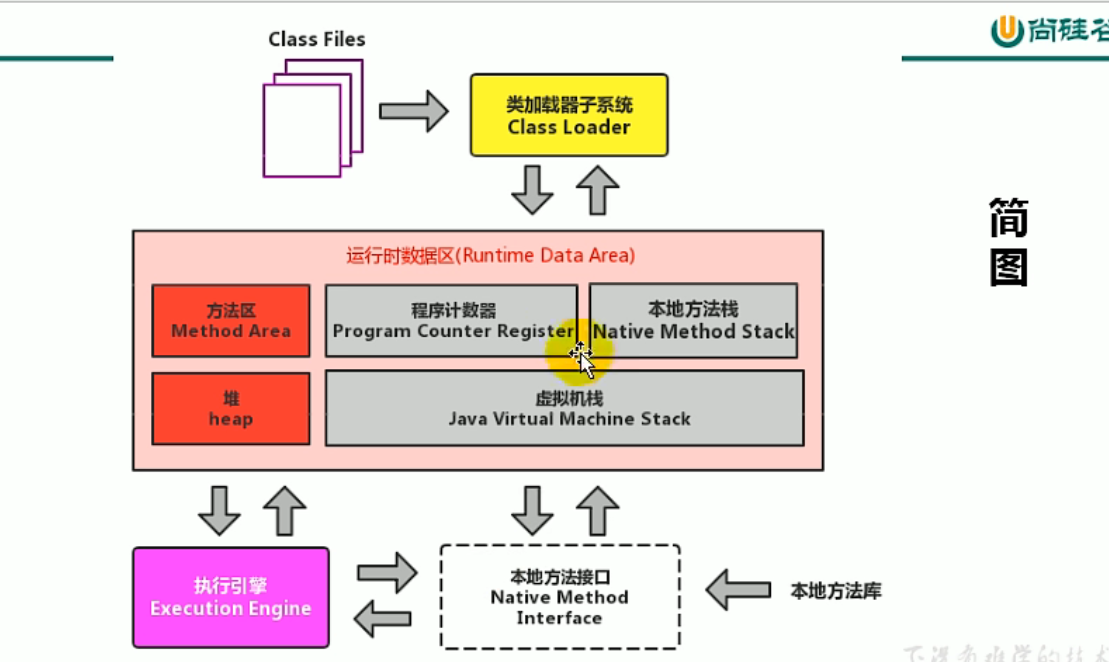 Class Files
尚硅谷
类加载器子系统
Class Loader
简
图
运行时数据区(Runtime Data Area)
方法区
Method Area
程序计数器
Program Counter Register
本地方法栈
Native Method Stack
堆
heap
虚拟机栈
Java Virtual Machine Stack
执行引擎
Execution Engine
本地方法接口
Native Method
Interface
本地方法库